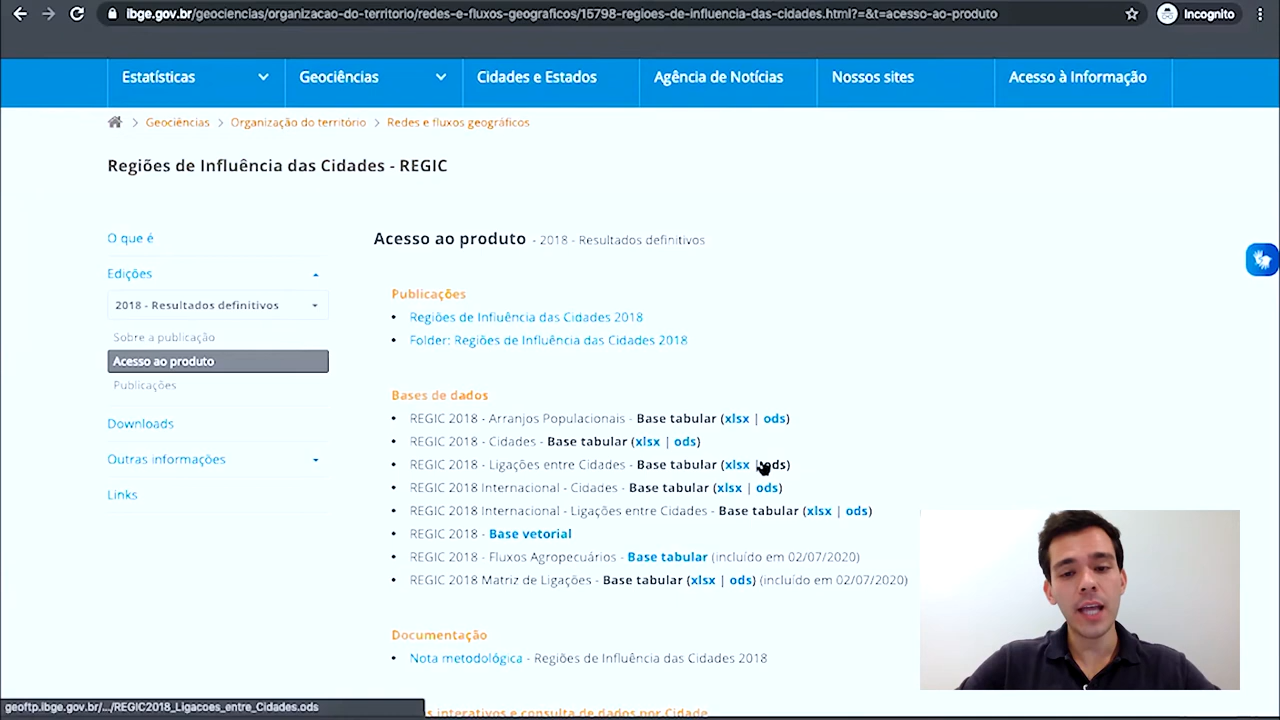 ibge.gov.br/geociencias/organizacao-do-territorio/redes-e-fluxos-geograficos/15798-regioes-de-influencia-das-cidades.html?=&t=acesso-ao-produto
Incognito
Estatísticas
Geociências
Cidades e Estados
Agência de Notícias
Nossos sites
Acesso à Informação
Geociências > Organização do território > Redes e fluxos geográficos
Regiões de Influência das Cidades - REGIC
O que é
Edições
2018 - Resultados definitivos
Sobre a publicação
Acesso ao produto
Publicações
Downloads
Outras informações
Links
Acesso ao produto - 2018 - Resultados definitivos
Publicações
• Regiões de Influência das Cidades 2018
• Folder: Regiões de Influência das Cidades 2018
Bases de dados
• REGIC 2018 - Arranjos Populacionais - Base tabular (xlsx | ods)
• REGIC 2018 - Cidades - Base tabular (xlsx | ods)
• REGIC 2018 - Ligações entre Cidades - Base tabular (xlsx | ods)
• REGIC 2018 Internacional - Cidades - Base tabular (xlsx | ods)
• REGIC 2018 Internacional - Ligações entre Cidades - Base tabular (xlsx | ods)
• REGIC 2018 - Base vetorial
• REGIC 2018 - Fluxos Agropecuários - Base tabular (incluído em 02/07/2020)
• REGIC 2018 Matriz de Ligações - Base tabular (xlsx | ods) (incluído em 02/07/2020)
Documentação
• Nota metodológica - Regiões de Influência das Cidades 2018
interativos e consulta de dados por Cidade
geoftp.ibge.gov.br/.../REGIC2018_Ligacoes_entre_Cidades.ods